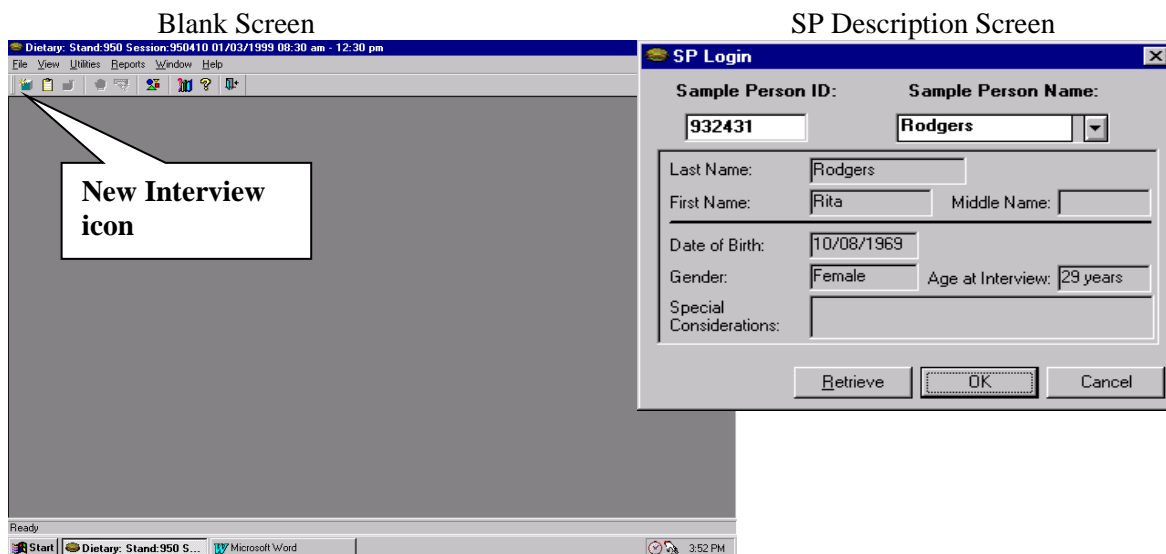 Blank Screen
SP Description Screen
Dietary: Stand:950 Session:950410 01/03/1999 08:30 am - 12:30 pm
File View Utilities Reports Window Help
New Interview
icon
Ready
Start Dietary: Stand:950 S... Microsoft Word 3:52 PM
SP Login
Sample Person ID: Sample Person Name:
932431 Rodgers
Last Name: Rodgers
First Name: Rita Middle Name:
Date of Birth: 10/08/1969
Gender: Female Age at Interview: 29 years
Special
Considerations:
Retrieve OK Cancel